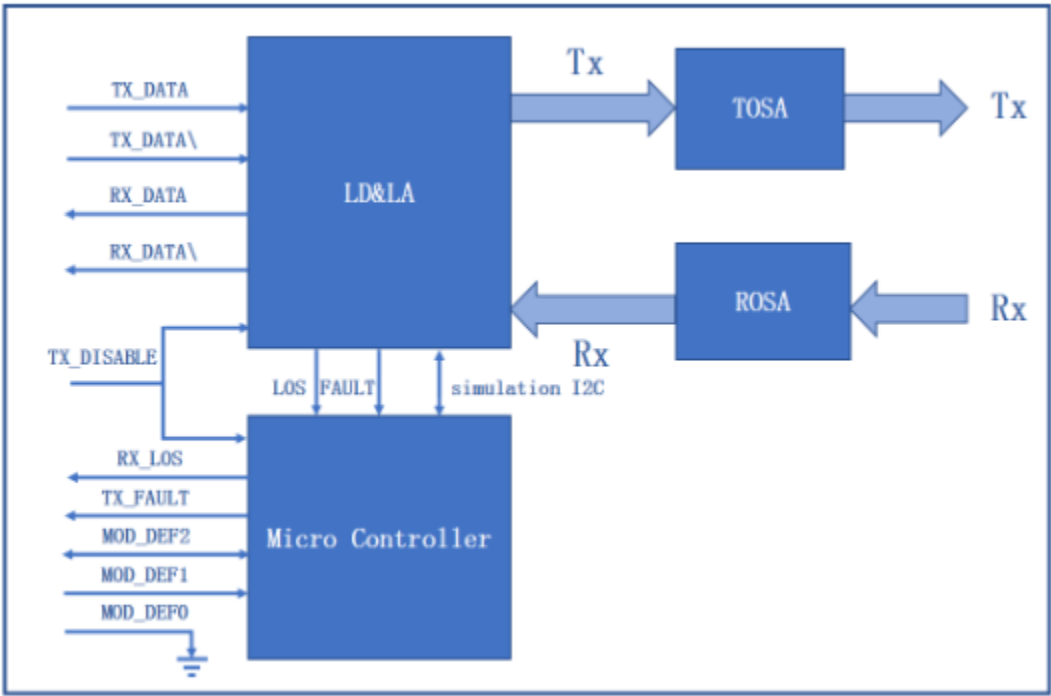 Tx
TX_DATA
TOSA
Tx
TX_DATA\
LD&LA
RX_DATA
RX_DATA\
ROSA
Rx
Rx
TX_DISABLE
LOS
FAULT
simulation I2C
RX_LOS
TX_FAULT
MOD_DEF2
Micro Controller
MOD_DEF1
MOD_DEF0